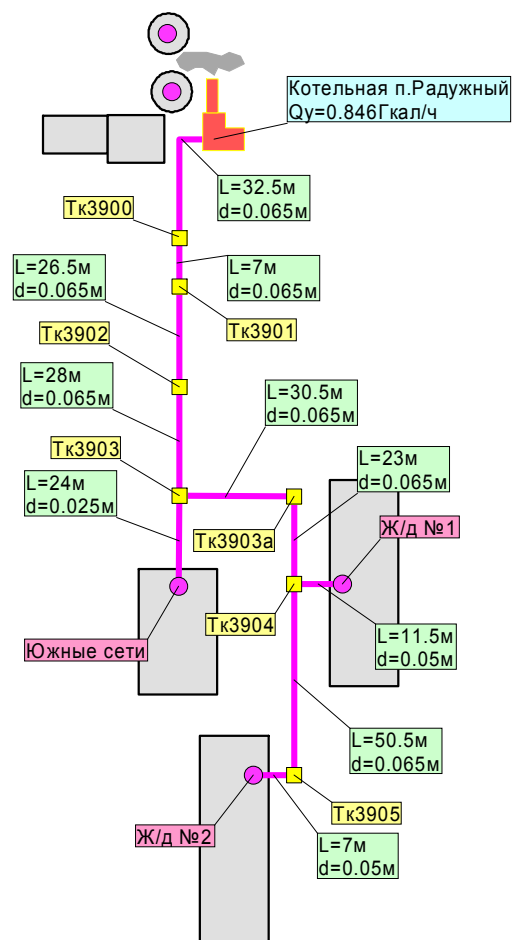 Котельная п.Радужный
Qу=0.846Гкал/ч
L=32.5м
d=0.065м
Тк3900
L=26.5м
d=0.065м
L=7м
d=0.065м
Тк3902
Тк3901
L=28м
d=0.065м
L=30.5м
d=0.065м
Тк3903
L=23м
d=0.065м
L=24м
d=0.025м
Тк3903а
Ж/д №1
Тк3904
L=11.5м
d=0.05м
Южные сети
L=50.5м
d=0.065м
Тк3905
Ж/д №2
L=7м
d=0.05м